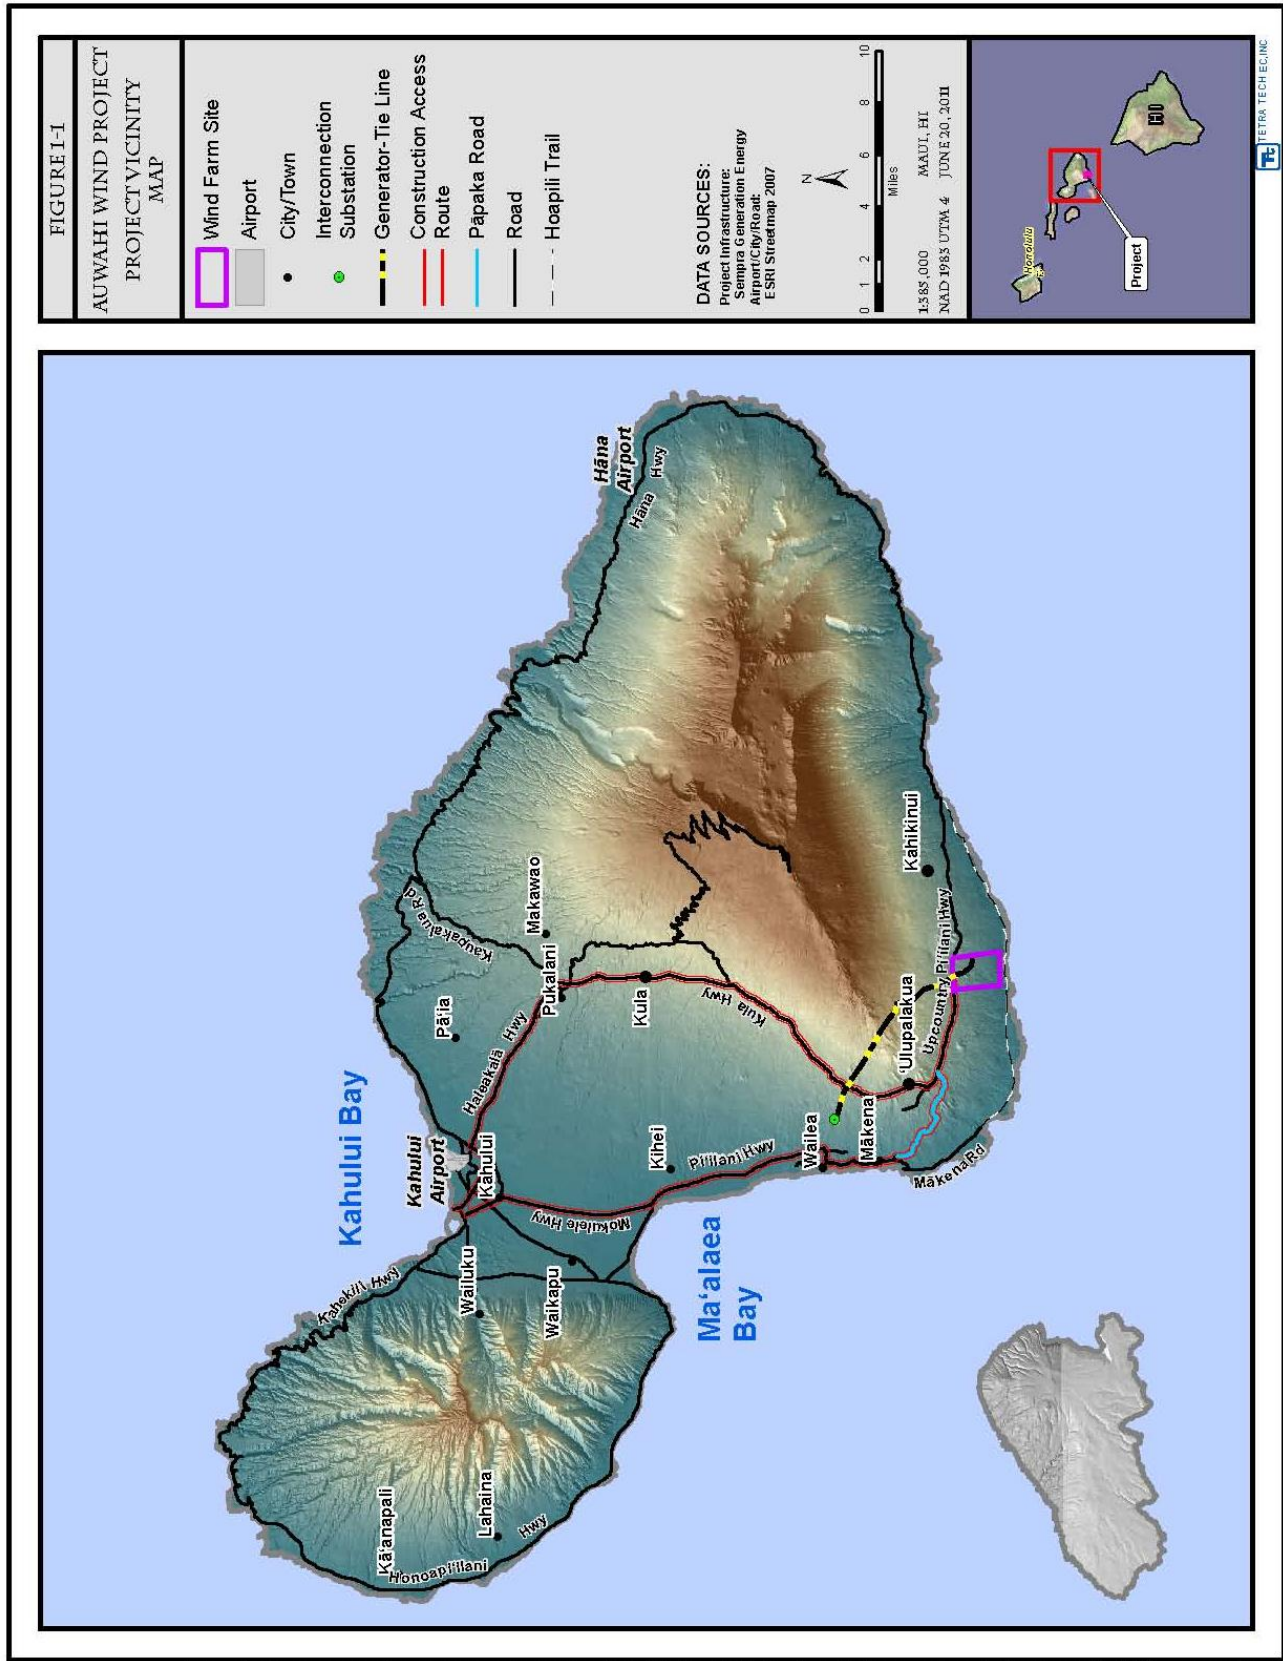 FIGURE 1-1
AUWAHI WIND PROJECT
PROJECT VICINITY
MAP
Wind Farm Site
Airport
City/Town
Interconnection
Substation
Generator-Tie Line
Construction Access
Route
Pāpaka Road
Road
Hoapili Trail
DATA SOURCES:
Project Infrastructure:
Sempra Generation Energy
Airport/City/Road:
ESRI Streetmap 2007
N
0 1 2 4 6 8 10
Miles
1:385,000 MAUI, HI
NAD 1983 UTM 4 JUNE 20, 2011
Honolulu
HI
Project
TETRA TECH EC, INC
Kahului Bay
Hāna
Airport
Hāna Hwy
Kahekili Hwy
Kahului
Airport
Kahului
Pā'ia
Kaupakalua Rd
Haleakalā Hwy
Makawao
Pukalani
Kā'anapali
Lahaina
Honoapi'ilani Hwy
Wailuku
Waikapu
Mokulele Hwy
Kula
Kula Hwy
Kihei
Pi'ilani Hwy
Ma'alaea
Bay
Wailea
Mākena
'Ulupalakua
Kahikinui
Upcountry Pi'ilani Hwy
Mākena Rd